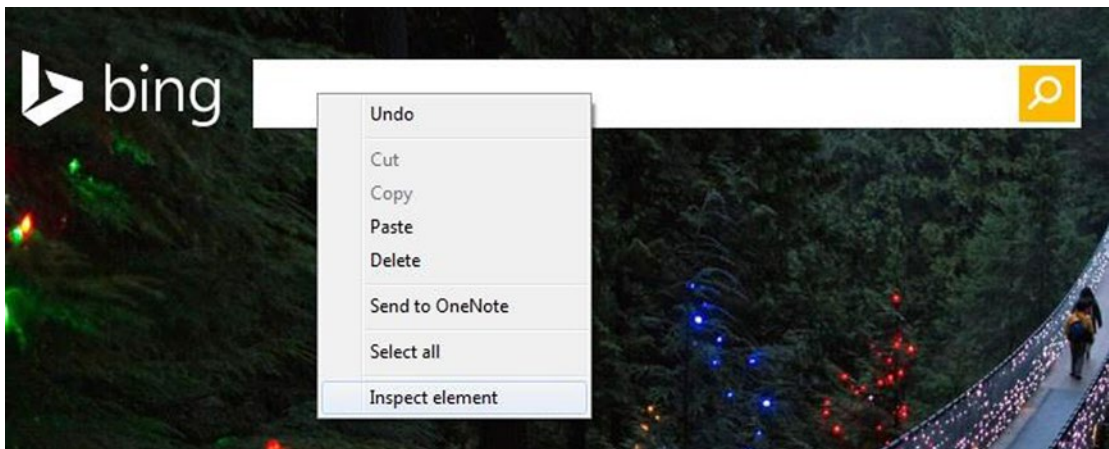 bing
Undo
Cut
Copy
Paste
Delete
Send to OneNote
Select all
Inspect element